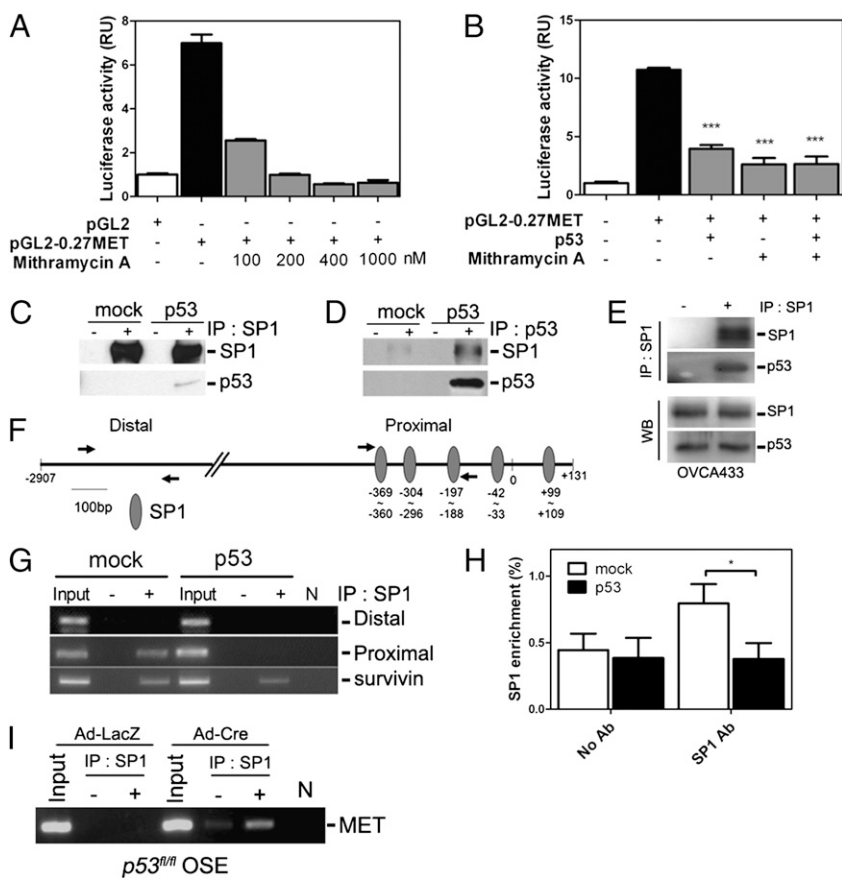 A
Luciferase activity (RU)
8
6
4
2
0
pGL2 + - - - - -
pGL2-0.27MET - + + + + +
Mithramycin A - - 100 200 400 1000 nM
B
Luciferase activity (RU)
15
10
5
0
*** *** ***
pGL2-0.27MET - + + + +
p53 - - + - +
Mithramycin A - - - + +
C
mock p53
- + - + IP : SP1
SP1
p53
D
mock p53
- + - + IP : p53
SP1
p53
E
- + IP : SP1
IP : SP1
SP1
p53
WB
SP1
p53
OVCA433
F
Distal Proximal
-2907 0 +131
-369 ~ -360
-304 ~ -296
-197 ~ -188
-42 ~ -33
+99 ~ +109
100bp
SP1
G
mock p53
Input - + Input - + N IP : SP1
Distal
Proximal
survivin
H
SP1 enrichment (%)
1.0
0.5
0.0
mock
p53
*
No Ab SP1 Ab
I
Ad-LacZ Ad-Cre
Input IP : SP1 Input IP : SP1 N
- + - +
MET
p53fl/fl OSE